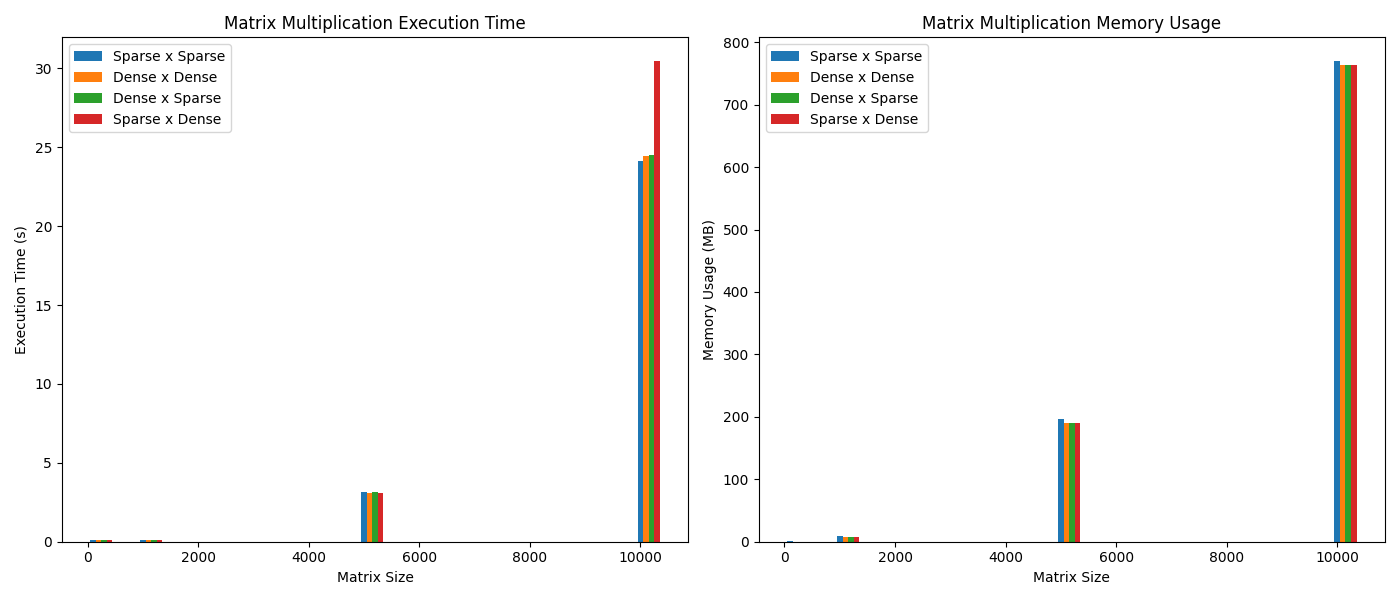 Matrix Multiplication Execution Time
Sparse x Sparse
Dense x Dense
Dense x Sparse
Sparse x Dense
30
25
20
15
10
5
0
Execution Time (s)
0 2000 4000 6000 8000 10000
Matrix Size
Matrix Multiplication Memory Usage
Sparse x Sparse
Dense x Dense
Dense x Sparse
Sparse x Dense
800
700
600
500
400
300
200
100
0
Memory Usage (MB)
0 2000 4000 6000 8000 10000
Matrix Size